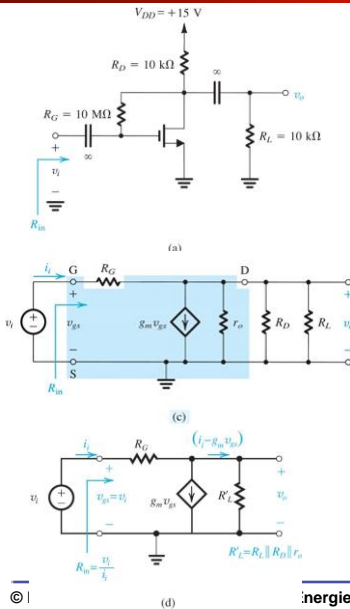 V_DD = +15 V
R_D = 10 kΩ
∞
v_o
R_G = 10 MΩ
+
∞
v_i
−
R_L = 10 kΩ
R_in
(a)
i_i G R_G D
+ +
v_i + − v_gs g_m v_gs r_o R_D R_L
− −
S
R_in
(c)
i_i R_G (i_i−g_m v_gs)
+ +
v_i + − v_gs=v_i g_m v_gs R'_L v_o
− −
R_in=v_i/i_i
R'_L=R_L∥R_D∥r_o
©
(d)